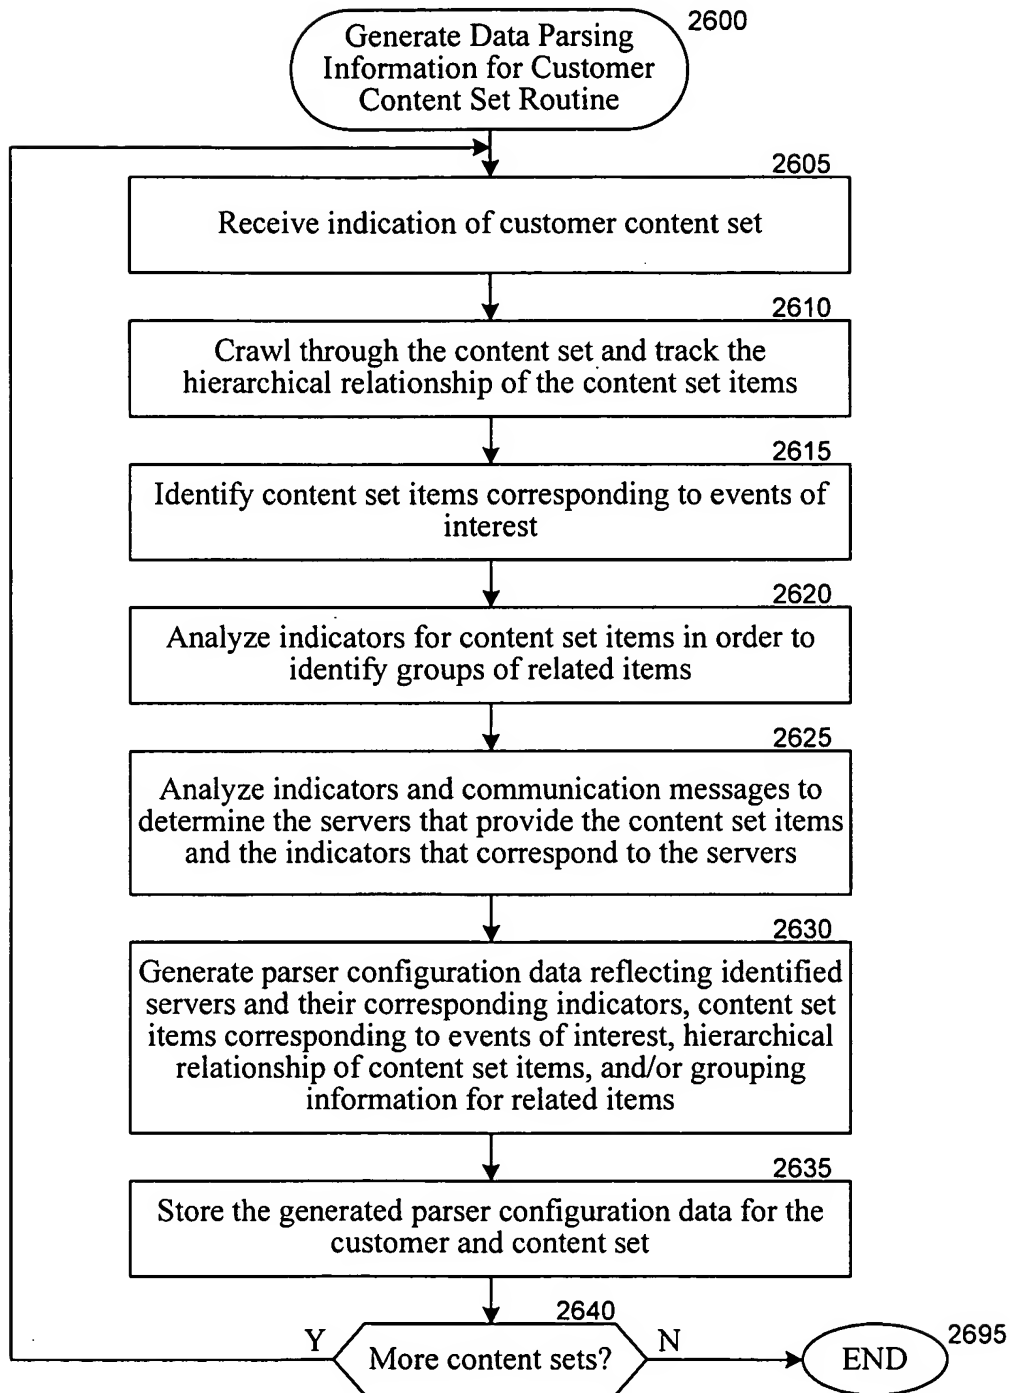 2600
Generate Data Parsing
Information for Customer
Content Set Routine
2605
Receive indication of customer content set
2610
Crawl through the content set and track the
hierarchical relationship of the content set items
2615
Identify content set items corresponding to events of
interest
2620
Analyze indicators for content set items in order to
identify groups of related items
2625
Analyze indicators and communication messages to
determine the servers that provide the content set items
and the indicators that correspond to the servers
2630
Generate parser configuration data reflecting identified
servers and their corresponding indicators, content set
items corresponding to events of interest, hierarchical
relationship of content set items, and/or grouping
information for related items
2635
Store the generated parser configuration data for the
customer and content set
2640
Y
More content sets?
N
END
2695